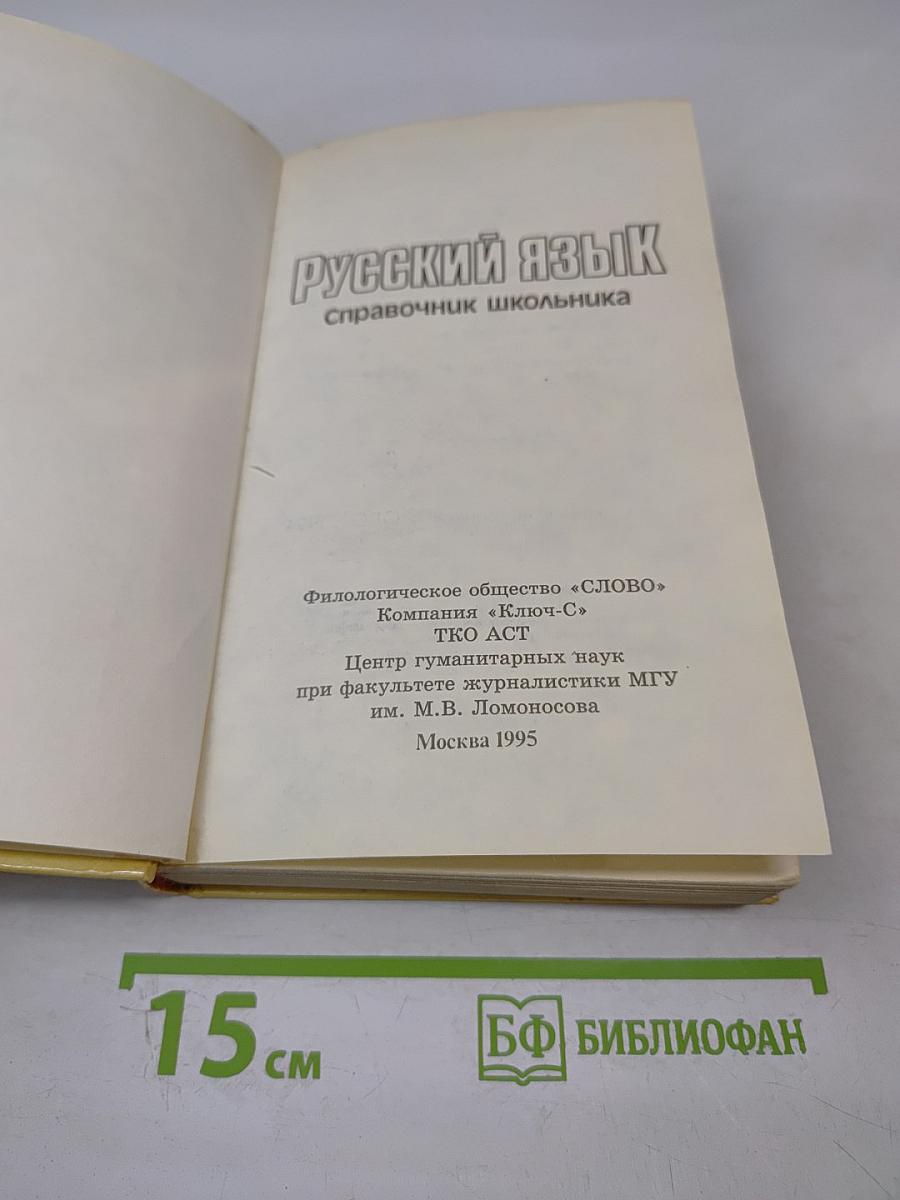 РУССКИЙ ЯЗЫК
справочник школьника
Филологическое общество «СЛОВО»
Компания «Ключ-С»
ТКО АСТ
Центр гуманитарных наук
при факультете журналистики МГУ
им. М.В. Ломоносова
Москва 1995
15 см
БФ БИБЛИОФАН